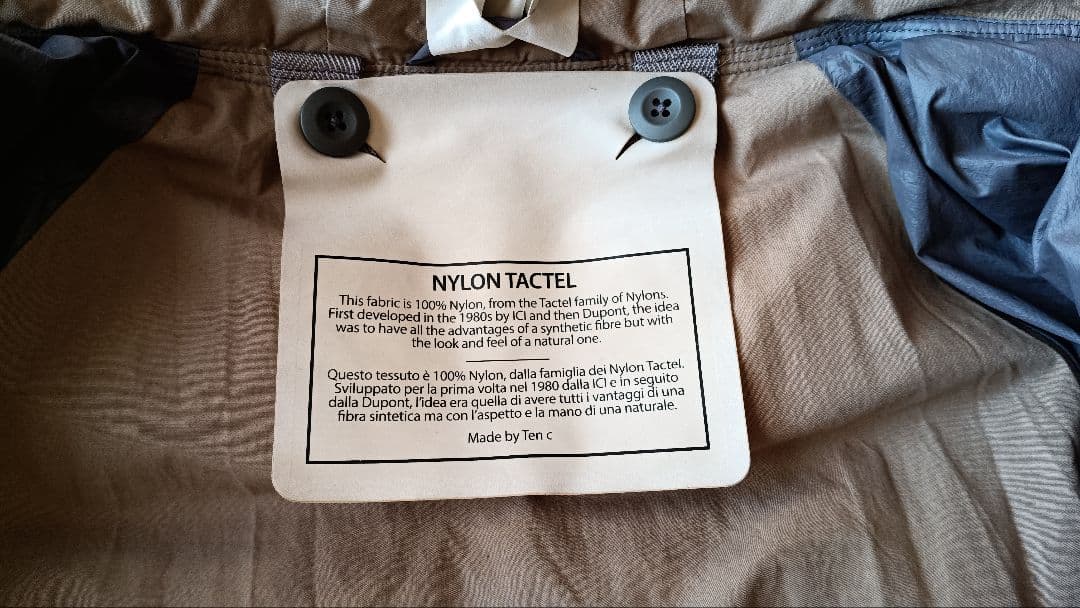 NYLON TACTEL
This fabric is 100% Nylon, from the Tactel family of Nylons.
First developed in the 1980s by ICI and then Dupont, the idea
was to have all the advantages of a synthetic fibre but with
the look and feel of a natural one.
Questo tessuto è 100% Nylon, dalla famiglia dei Nylon Tactel.
Sviluppato per la prima volta nel 1980 dalla ICI e in seguito
dalla Dupont, l'idea era quella di avere tutti i vantaggi di una
fibra sintetica ma con l'aspetto e la mano di una naturale.
Made by Ten c